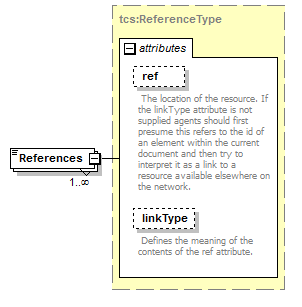 tcs:ReferenceType
attributes
ref
The location of the resource. If
the linkType attribute is not
supplied agents should first
presume this refers to the id of
an element within the current
document and then try to
interpret it as a link to a
resource available elsewhere on
the network.
References
1..∞
linkType
Defines the meaning of the
contents of the ref attribute.